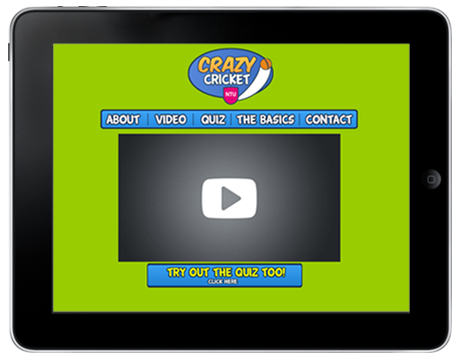 CRAZY
CRICKET
NTU
ABOUT VIDEO QUIZ THE BASICS CONTACT
TRY OUT THE QUIZ TOO!
CLICK HERE